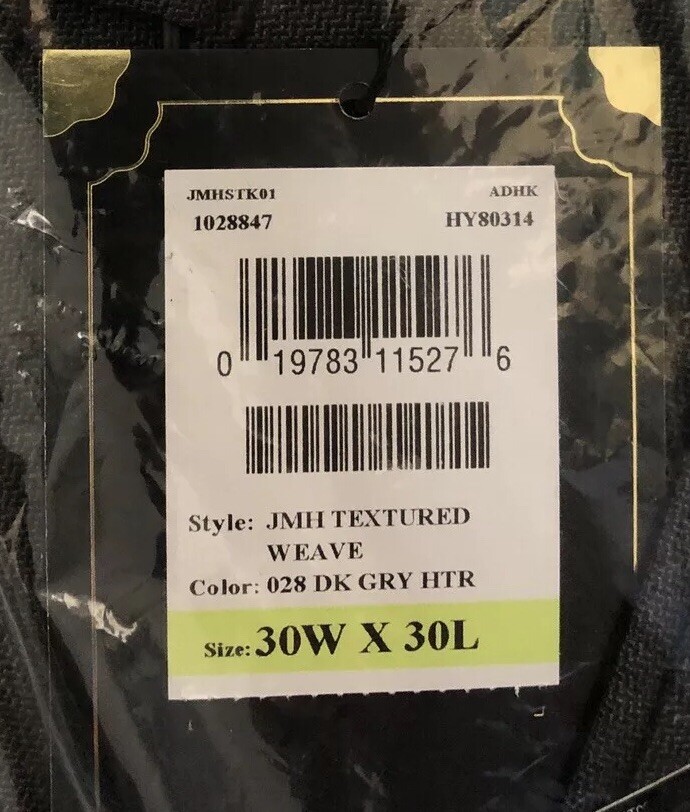 JMHSTK01 ADHK
1028847 HY80314
0 19783 11527 6
Style: JMH TEXTURED
WEAVE
Color: 028 DK GRY HTR
Size: 30W X 30L